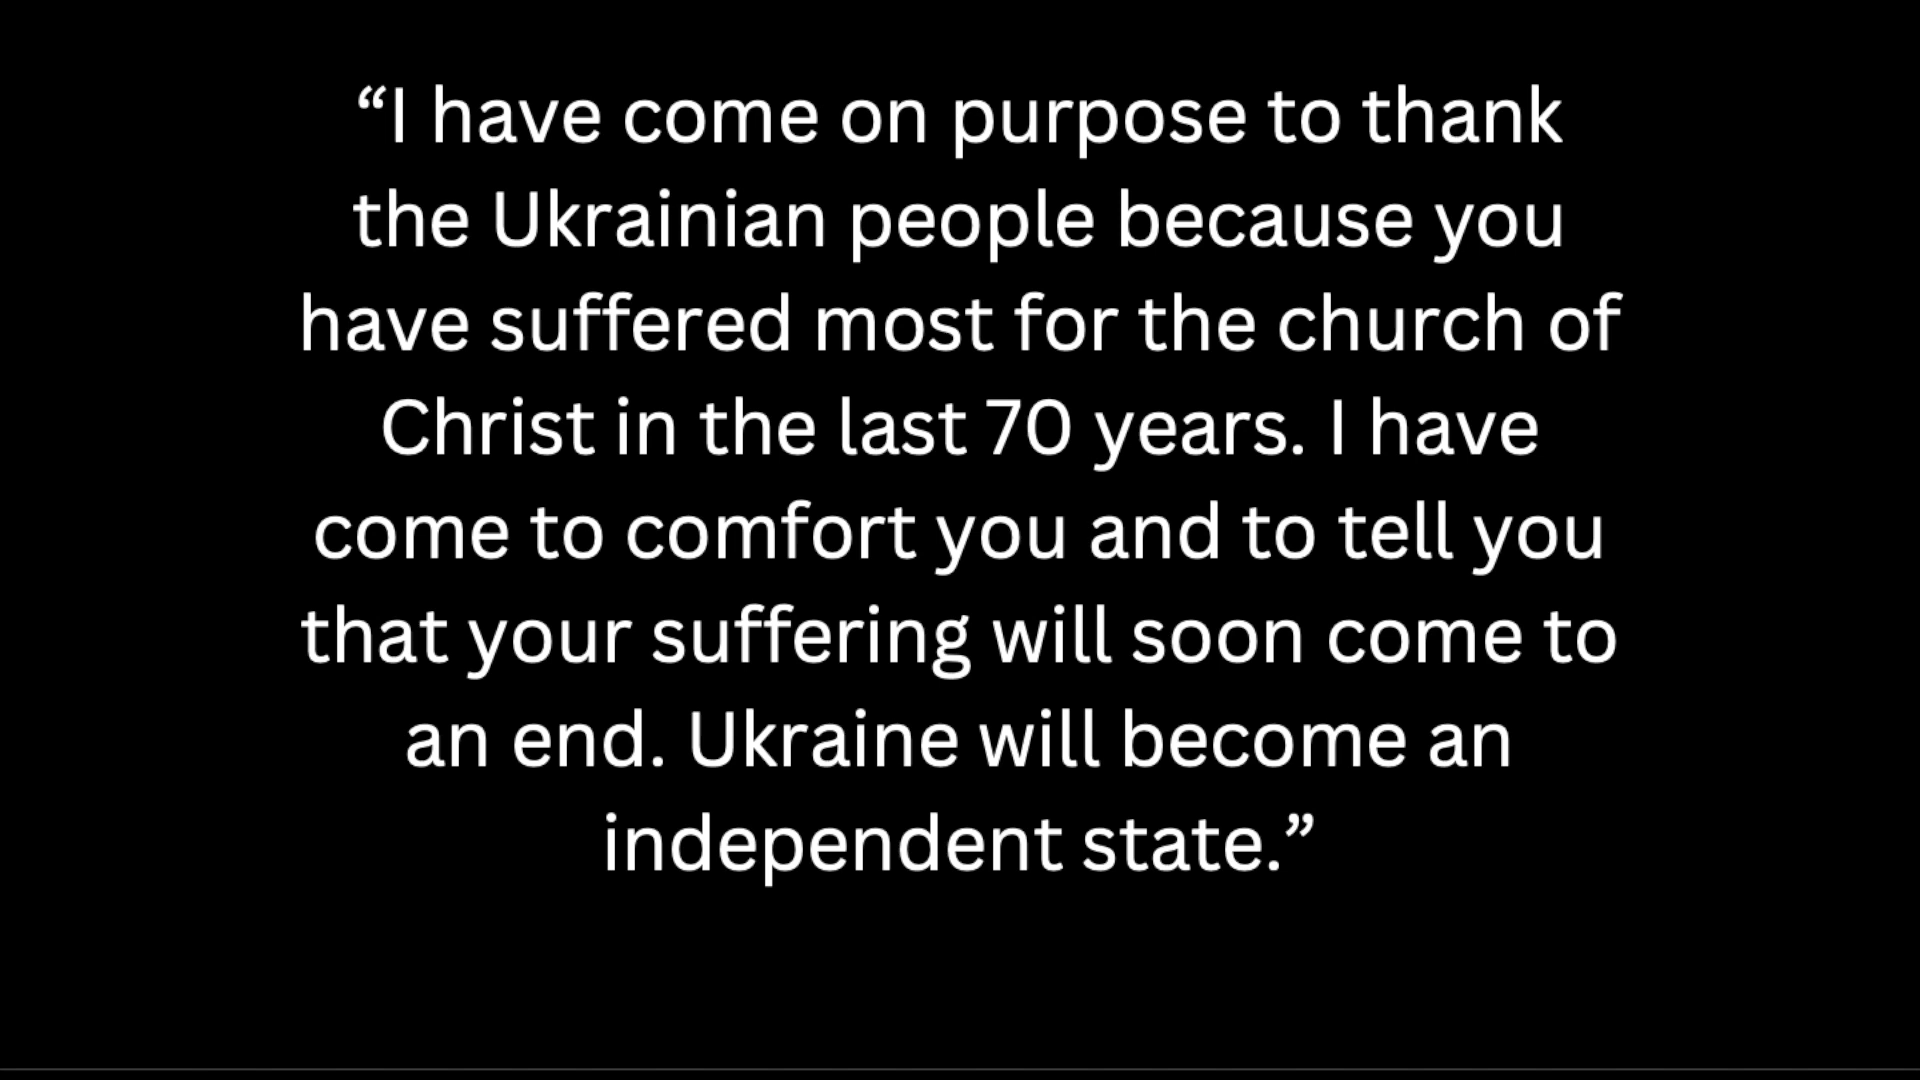 “I have come on purpose to thank
the Ukrainian people because you
have suffered most for the church of
Christ in the last 70 years. I have
come to comfort you and to tell you
that your suffering will soon come to
an end. Ukraine will become an
independent state.”